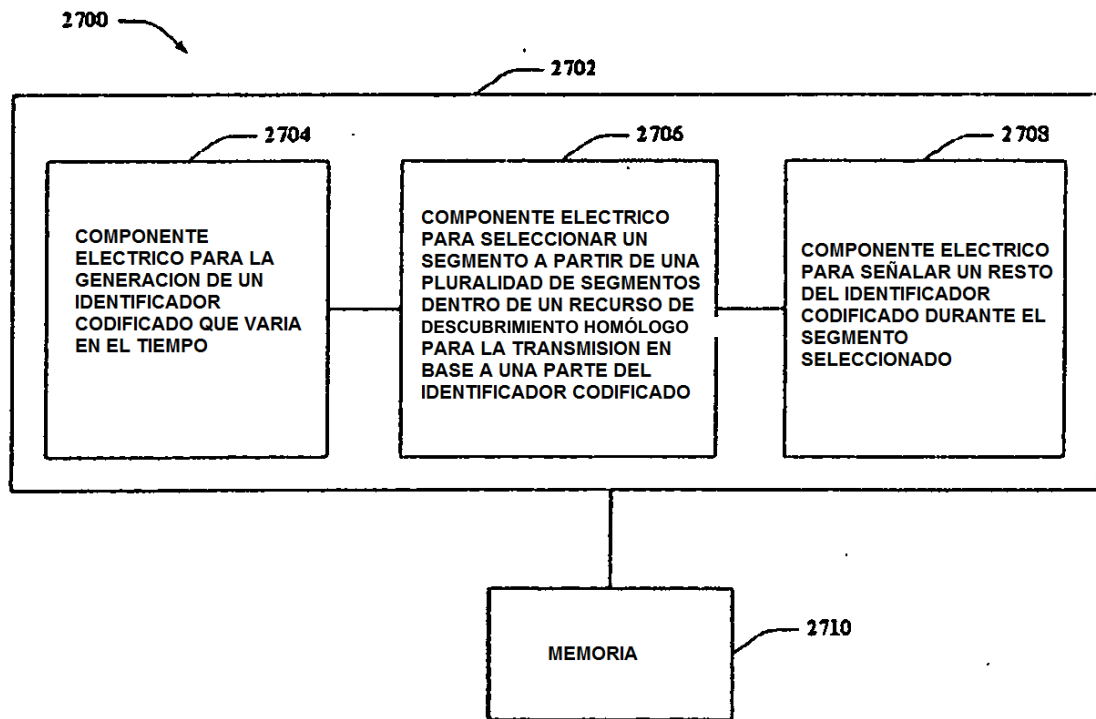 2700
2702
2704
2706
2708
COMPONENTE
ELECTRICO PARA LA
GENERACION DE UN
IDENTIFICADOR
CODIFICADO QUE VARIA
EN EL TIEMPO
COMPONENTE ELECTRICO
PARA SELECCIONAR UN
SEGMENTO A PARTIR DE UNA
PLURALIDAD DE SEGMENTOS
DENTRO DE UN RECURSO DE
DESCUBRIMIENTO HOMÓLOGO
PARA LA TRANSMISION EN
BASE A UNA PARTE DEL
IDENTIFICADOR CODIFICADO
COMPONENTE ELECTRICO
PARA SEÑALAR UN RESTO
DEL IDENTIFICADOR
CODIFICADO DURANTE EL
SEGMENTO
SELECCIONADO
MEMORIA
2710